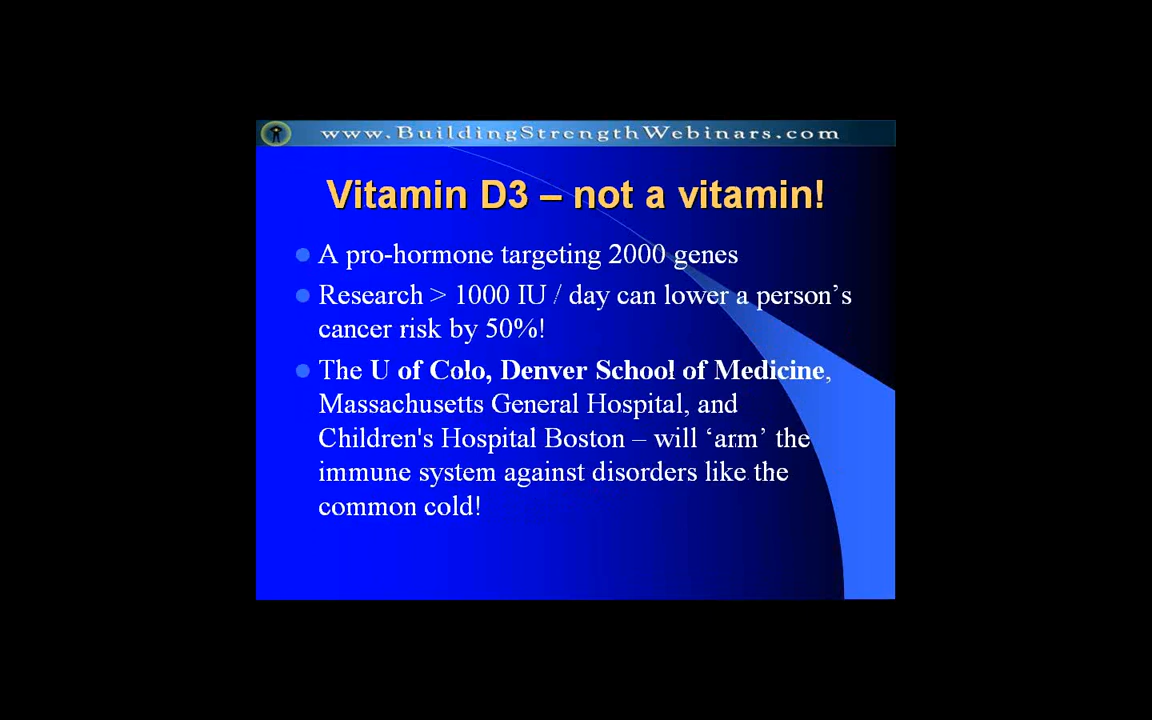 www.BuildingStrengthWebinars.com
Vitamin D3 – not a vitamin!
A pro-hormone targeting 2000 genes
Research > 1000 IU / day can lower a person’s
cancer risk by 50%!
The U of Colo, Denver School of Medicine,
Massachusetts General Hospital, and
Children's Hospital Boston – will ‘arm’ the
immune system against disorders like the
common cold!